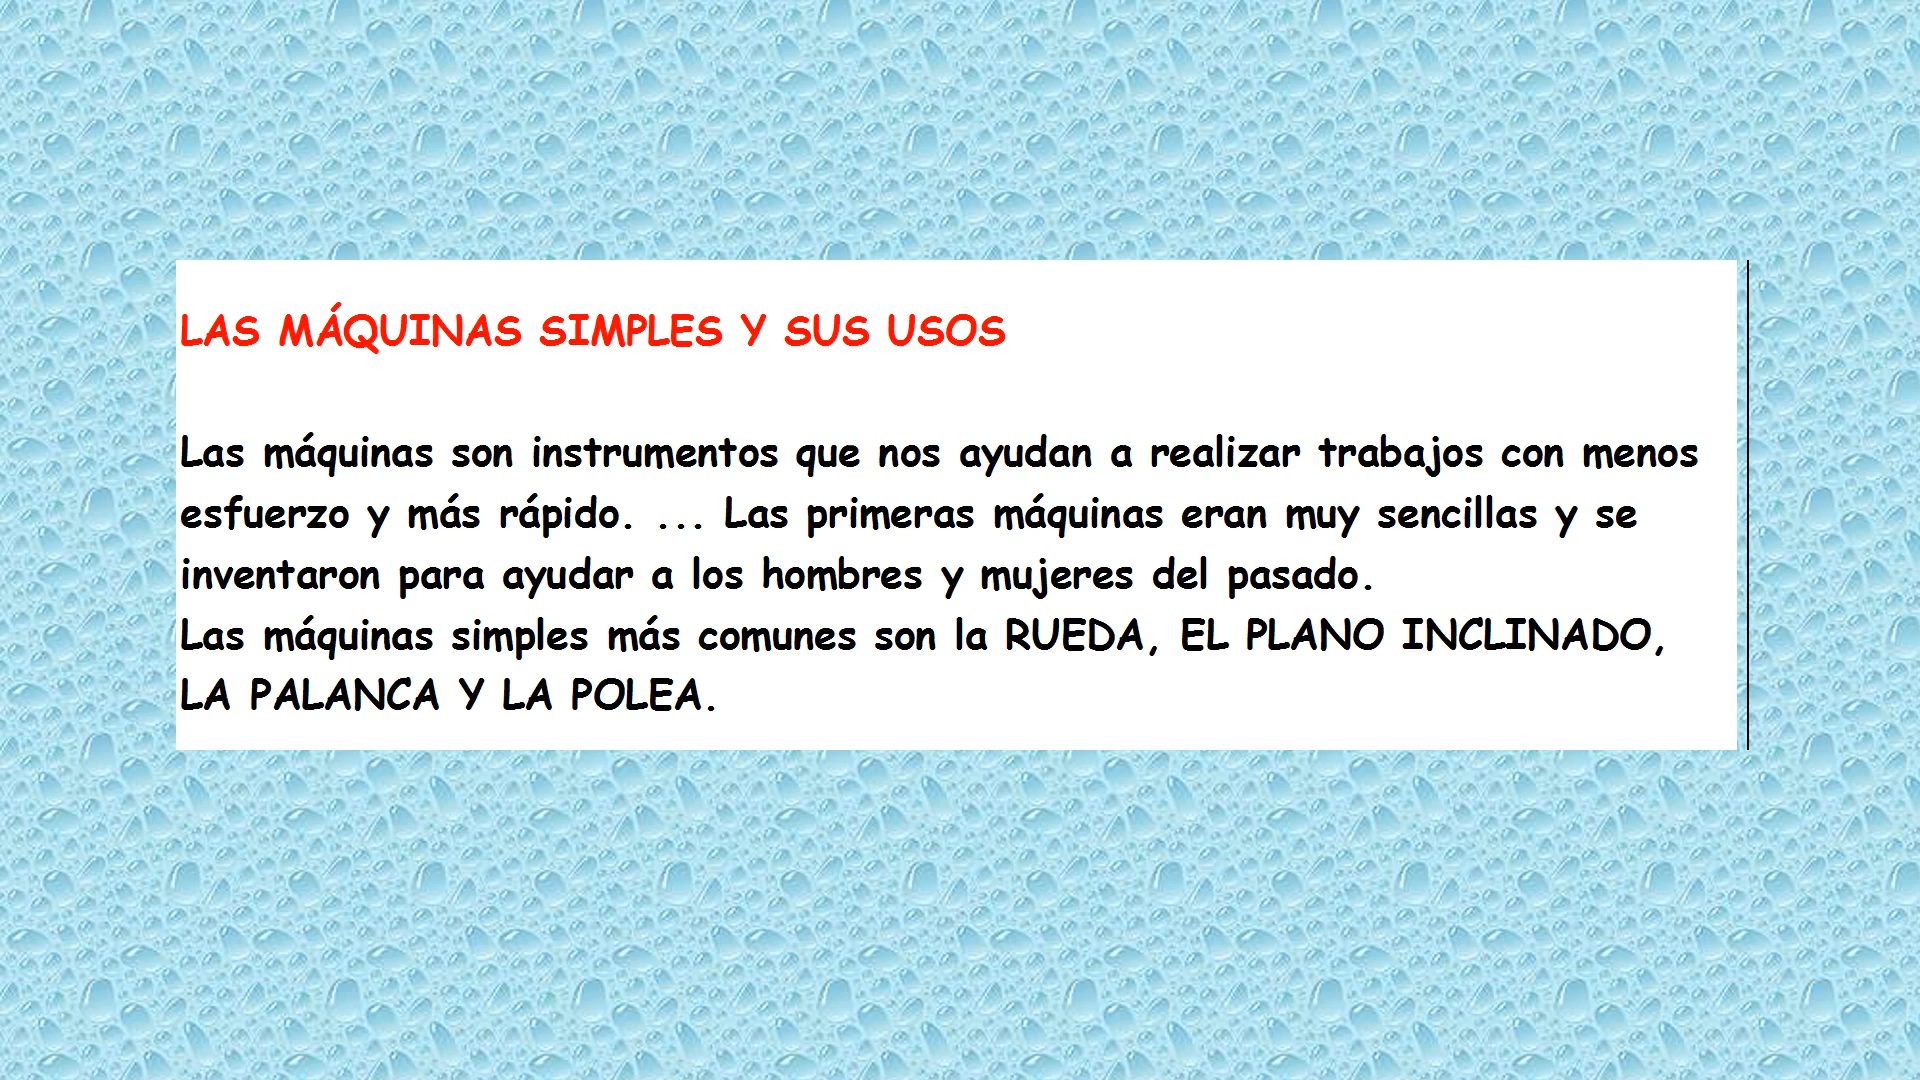 LAS MÁQUINAS SIMPLES Y SUS USOS
Las máquinas son instrumentos que nos ayudan a realizar trabajos con menos
esfuerzo y más rápido. ... Las primeras máquinas eran muy sencillas y se
inventaron para ayudar a los hombres y mujeres del pasado.
Las máquinas simples más comunes son la RUEDA, EL PLANO INCLINADO,
LA PALANCA Y LA POLEA.